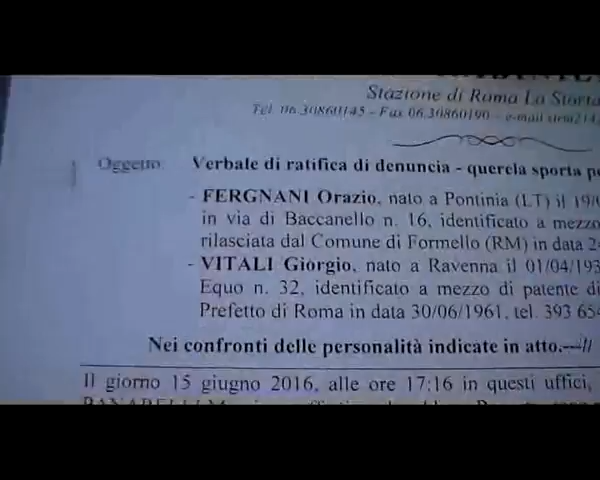 Stazione di Roma La Storta
Tel. 06.30860145 - Fax 06.30860190 - e-mail
Oggetto: Verbale di ratifica di denuncia - querela sporta
- FERGNANI Orazio, nato a Pontinia (LT) il 19/
in via di Baccanello n. 16, identificato a mezzo
rilasciata dal Comune di Formello (RM) in data 2
- VITALI Giorgio, nato a Ravenna il 01/04/193
Equo n. 32, identificato a mezzo di patente di
Prefetto di Roma in data 30/06/1961, tel. 393 654
Nei confronti delle personalità indicate in atto.---//
Il giorno 15 giugno 2016, alle ore 17:16 in questi uffici,